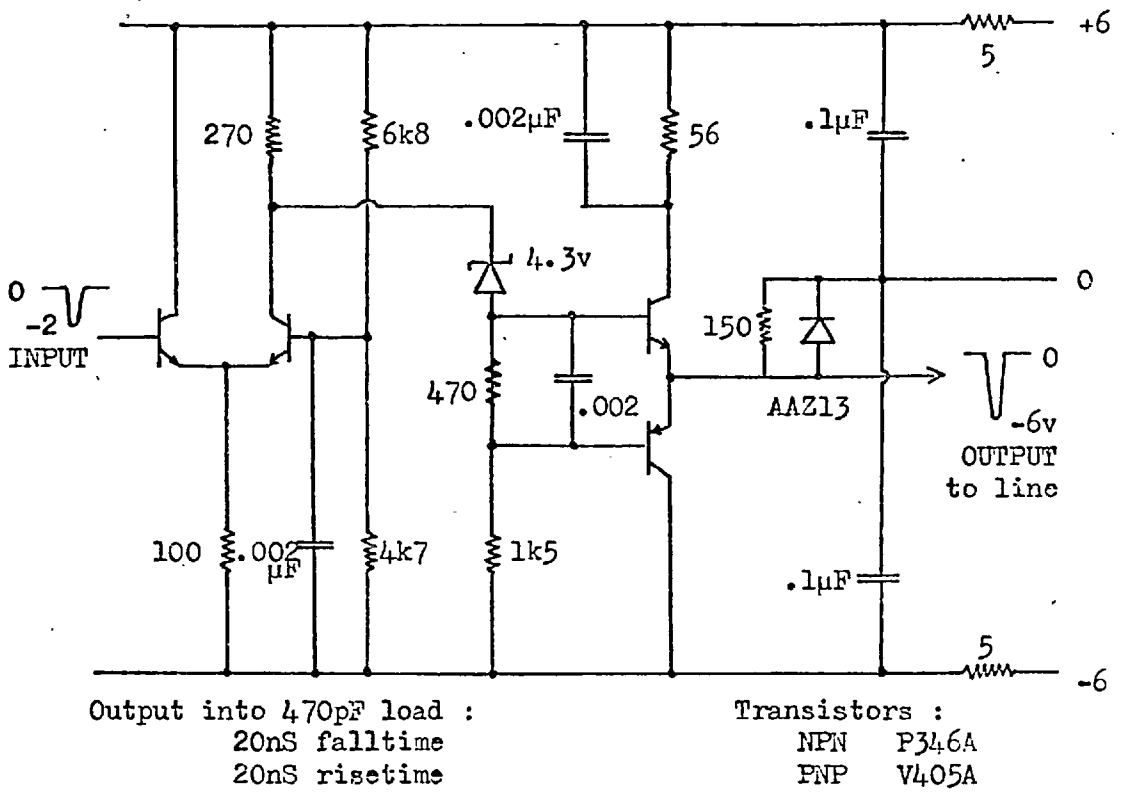 +6
5
270
6k8
.002µF
56
.1µF
4.3v
0
0
-2
INPUT
150
0
470
.002
AAZ13
-6v
OUTPUT
to line
100
.002
µF
4k7
1k5
.1µF
5
-6
Output into 470pF load :
20nS falltime
20nS risetime
Transistors :
NPN P346A
PNP V405A